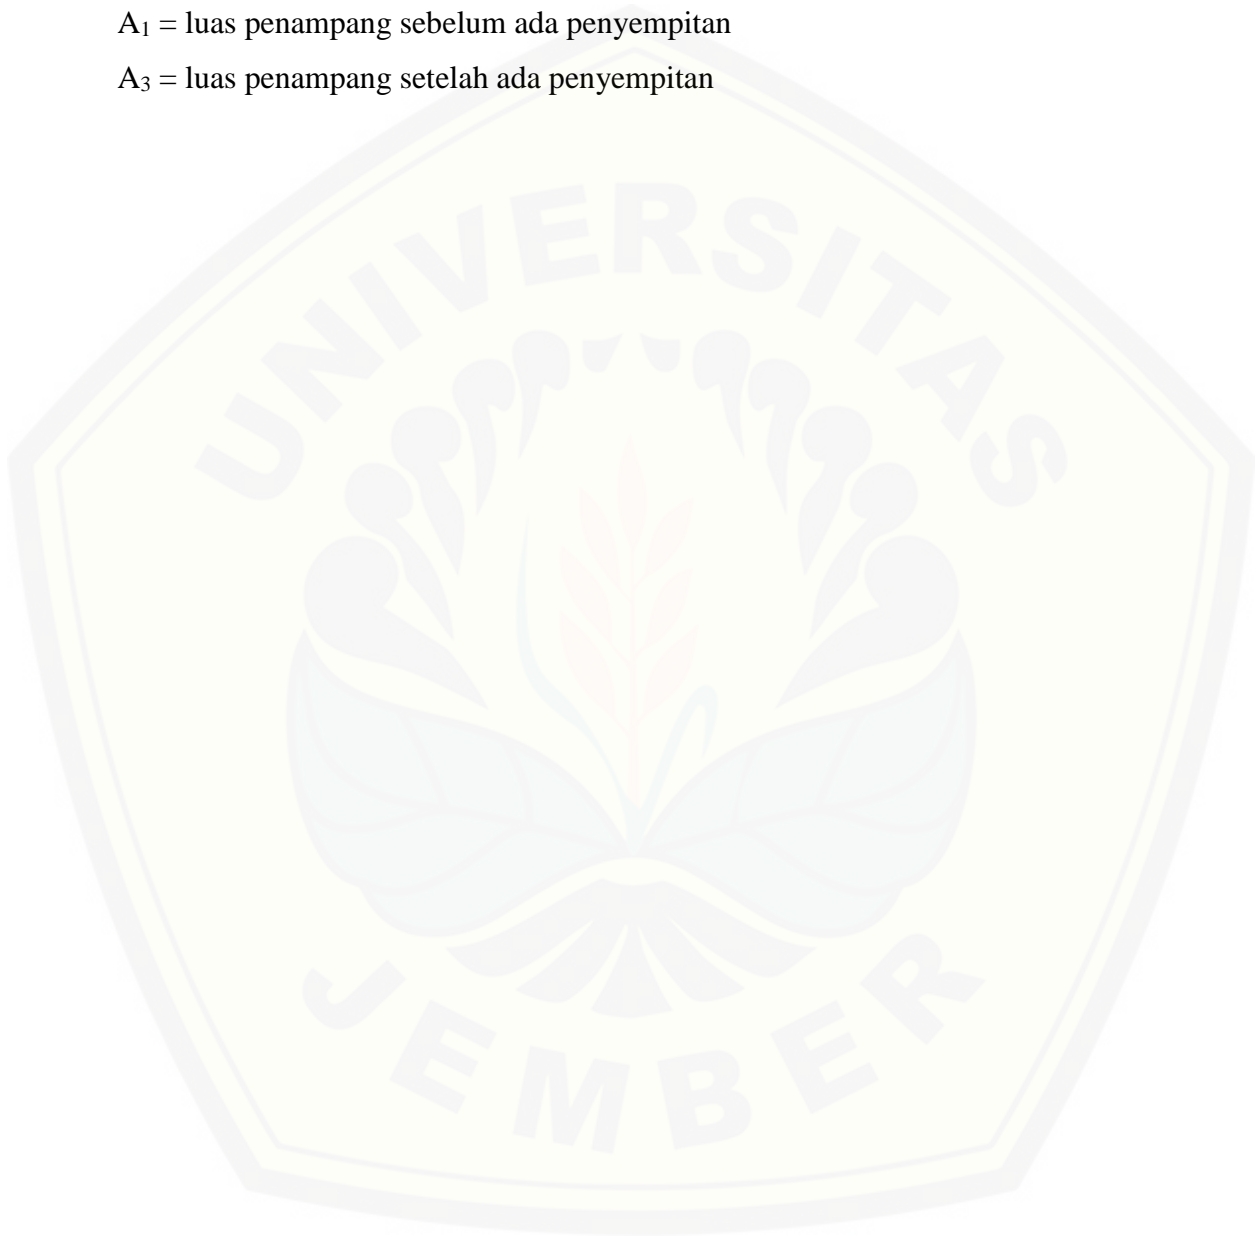 A₁ = luas penampang sebelum ada penyempitan
A₃ = luas penampang setelah ada penyempitan
UNIVERSITAS
JEMBER